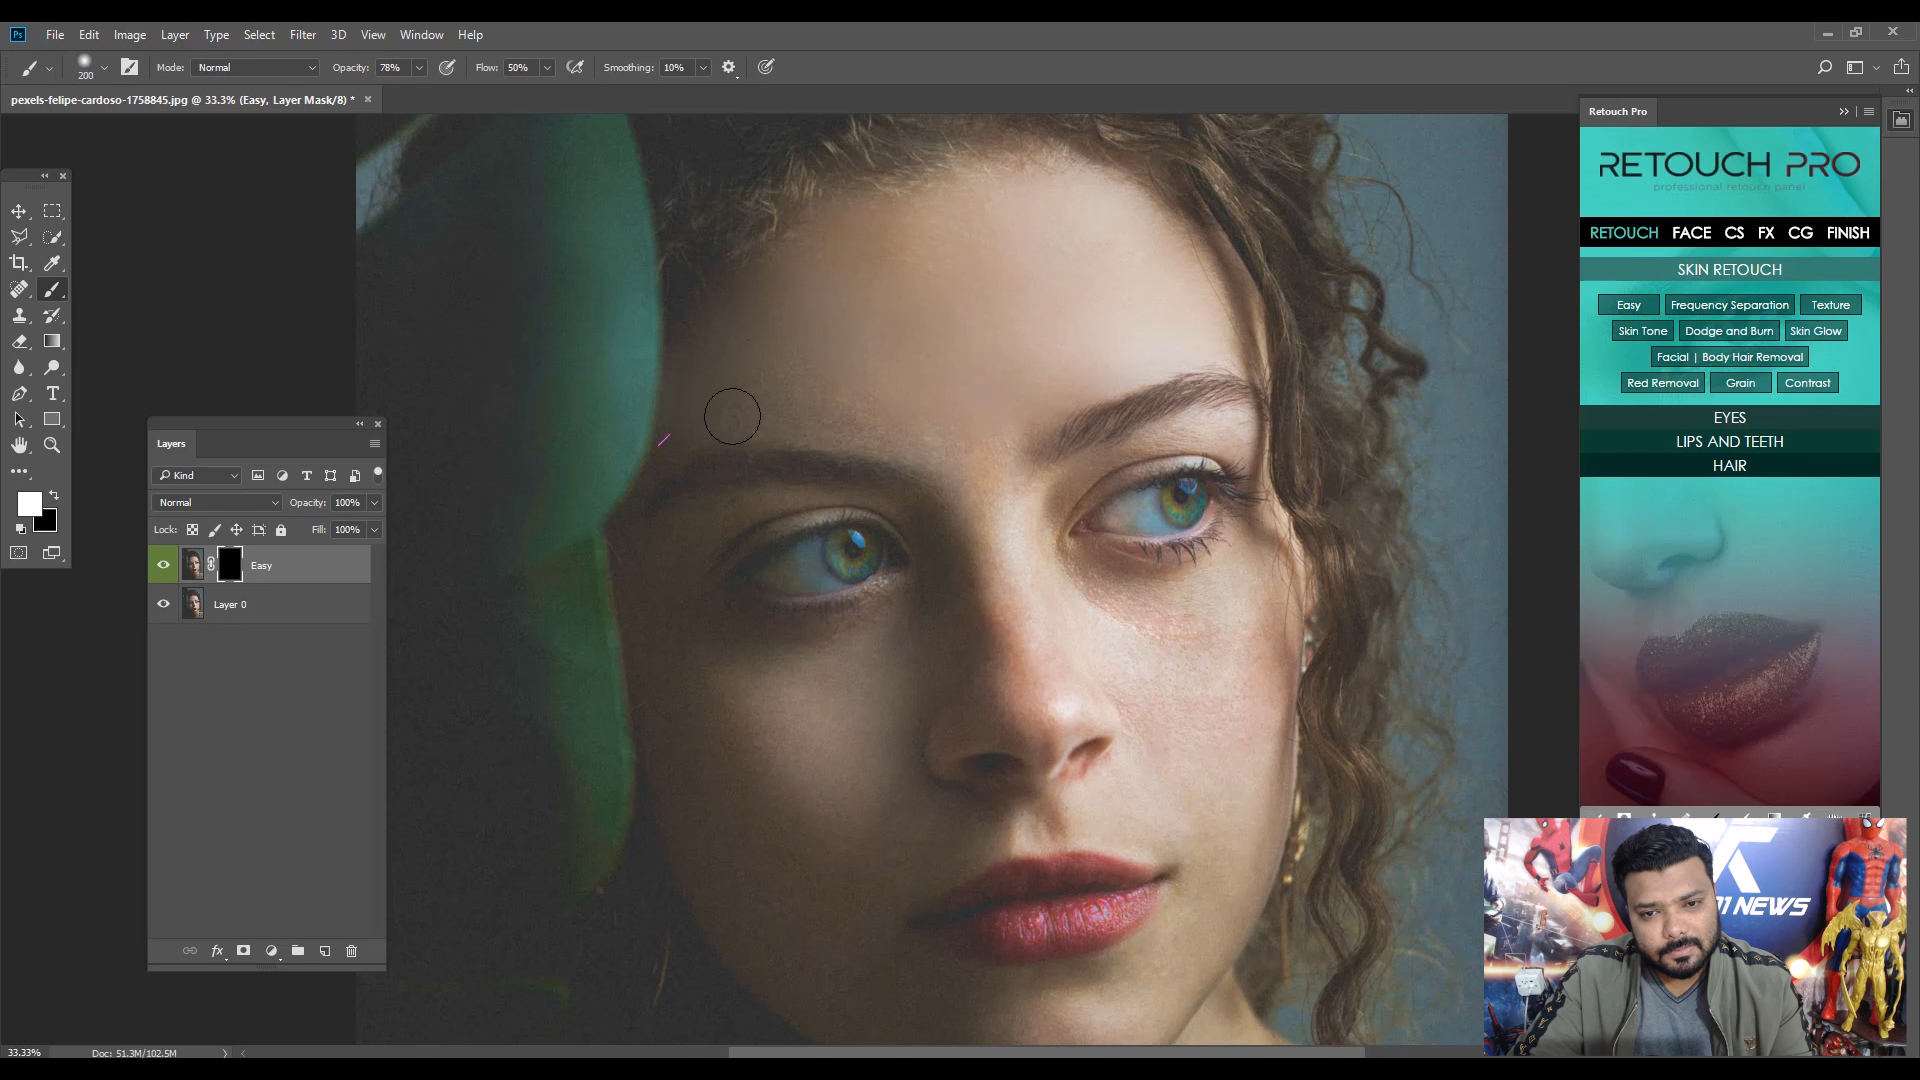 Ps File Edit Image Layer Type Select Filter 3D View Window Help
200 Mode: Normal Opacity: 78% Flow: 50% Smoothing: 10%
pexels-felipe-cardoso-1758845.jpg @ 33.3% (Easy, Layer Mask/8) *
Retouch Pro
RETOUCH PRO
professional retouch panel
RETOUCH FACE CS FX CG FINISH
SKIN RETOUCH
Easy Frequency Separation Texture
Skin Tone Dodge and Burn Skin Glow
Facial | Body Hair Removal
Red Removal Grain Contrast
EYES
LIPS AND TEETH
HAIR
Layers
Kind
Normal Opacity: 100%
Lock: Fill: 100%
Easy
Layer 0
NEWS
33.33% Doc: 51.3M/102.5M